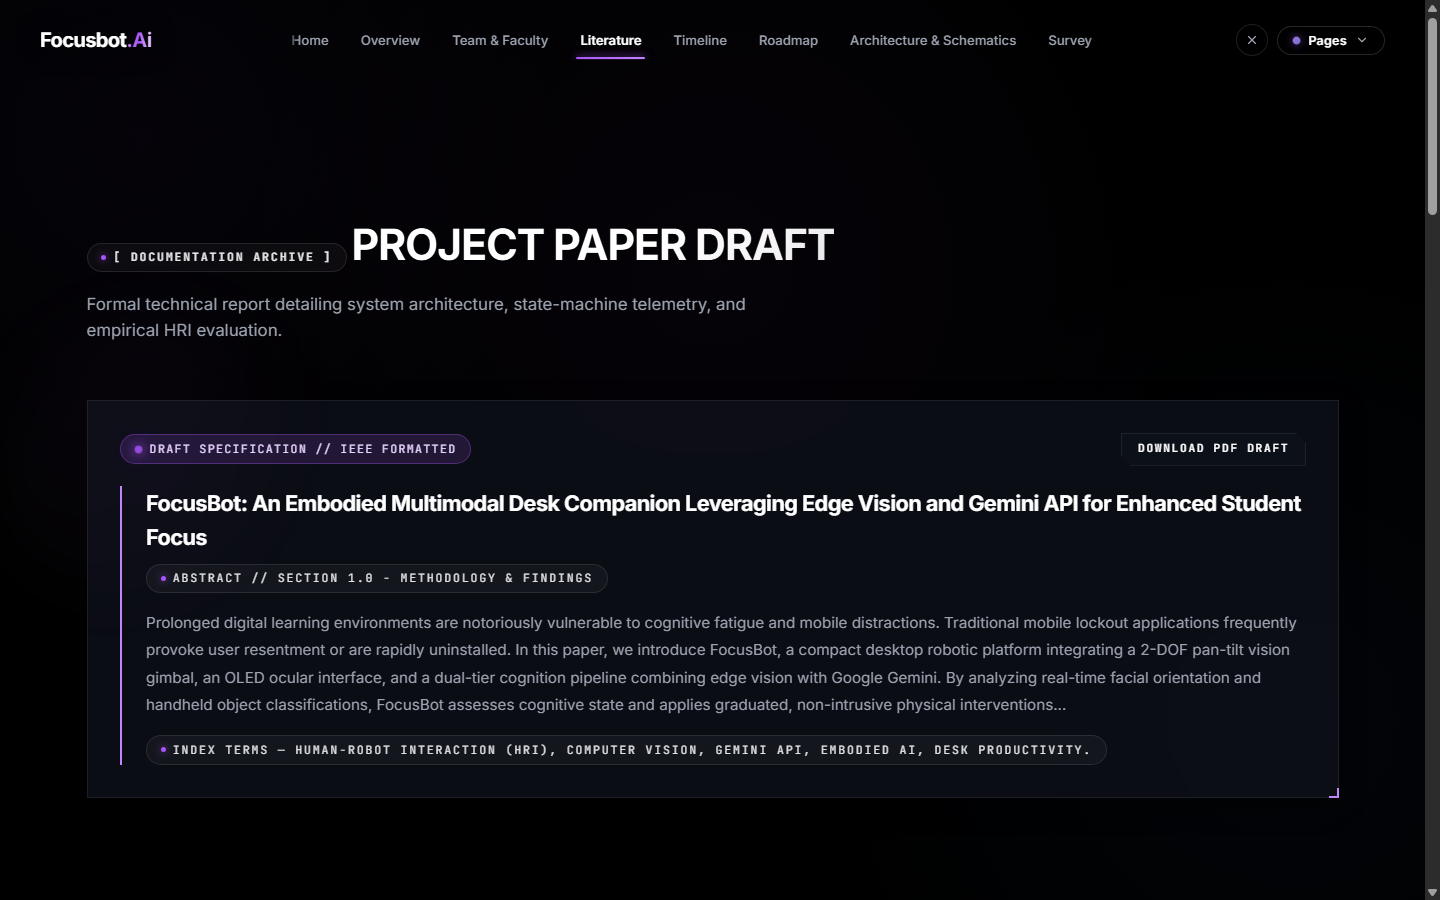 Focusbot.Ai
Home
Overview
Team & Faculty
Literature
Timeline
Roadmap
Architecture & Schematics
Survey
Pages
[ DOCUMENTATION ARCHIVE ]
PROJECT PAPER DRAFT
Formal technical report detailing system architecture, state-machine telemetry, and
empirical HRI evaluation.
DRAFT SPECIFICATION // IEEE FORMATTED
DOWNLOAD PDF DRAFT
FocusBot: An Embodied Multimodal Desk Companion Leveraging Edge Vision and Gemini API for Enhanced Student
Focus
ABSTRACT // SECTION 1.0 - METHODOLOGY & FINDINGS
Prolonged digital learning environments are notoriously vulnerable to cognitive fatigue and mobile distractions. Traditional mobile lockout applications frequently
provoke user resentment or are rapidly uninstalled. In this paper, we introduce FocusBot, a compact desktop robotic platform integrating a 2-DOF pan-tilt vision
gimbal, an OLED ocular interface, and a dual-tier cognition pipeline combining edge vision with Google Gemini. By analyzing real-time facial orientation and
handheld object classifications, FocusBot assesses cognitive state and applies graduated, non-intrusive physical interventions...
INDEX TERMS — HUMAN-ROBOT INTERACTION (HRI), COMPUTER VISION, GEMINI API, EMBODIED AI, DESK PRODUCTIVITY.